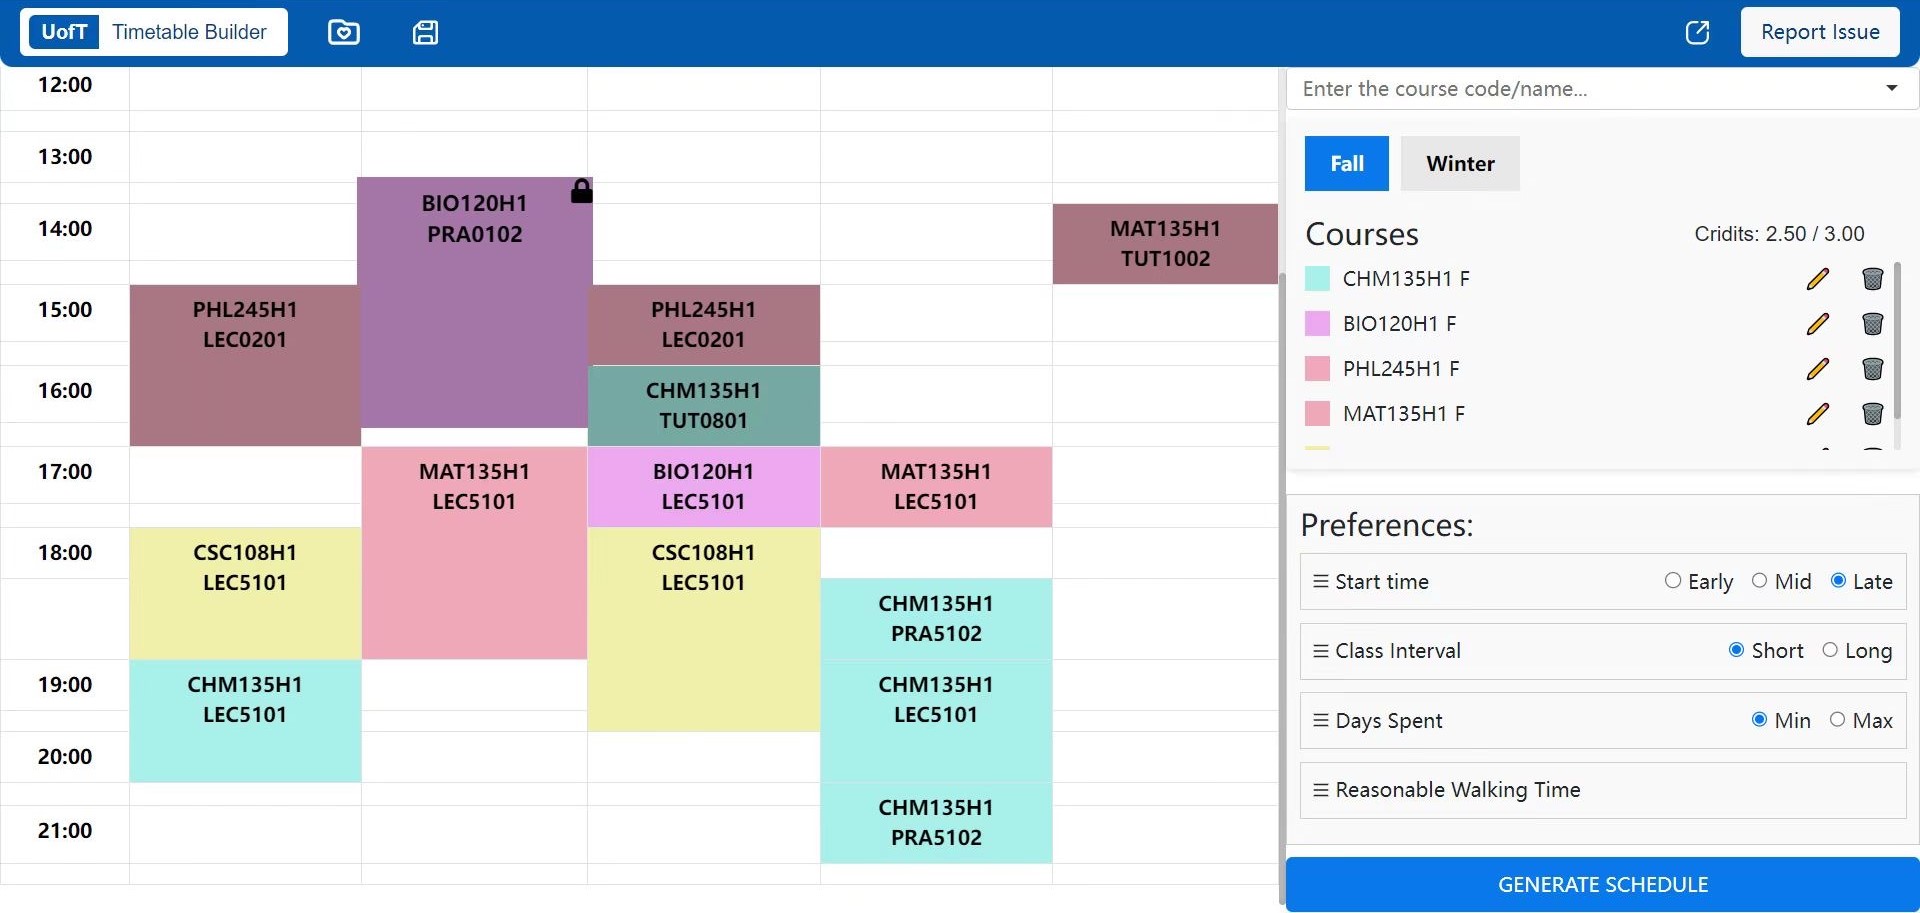 UofT Timetable Builder
Report Issue
12:00
13:00
14:00
15:00
16:00
17:00
18:00
19:00
20:00
21:00
PHL245H1
LEC0201
CSC108H1
LEC5101
CHM135H1
LEC5101
BIO120H1
PRA0102
MAT135H1
LEC5101
PHL245H1
LEC0201
CHM135H1
TUT0801
BIO120H1
LEC5101
CSC108H1
LEC5101
MAT135H1
LEC5101
CHM135H1
PRA5102
CHM135H1
LEC5101
CHM135H1
PRA5102
MAT135H1
TUT1002
Enter the course code/name...
Fall Winter
Courses Cridits: 2.50 / 3.00
CHM135H1 F
BIO120H1 F
PHL245H1 F
MAT135H1 F
Preferences:
Start time Early Mid Late
Class Interval Short Long
Days Spent Min Max
Reasonable Walking Time
GENERATE SCHEDULE